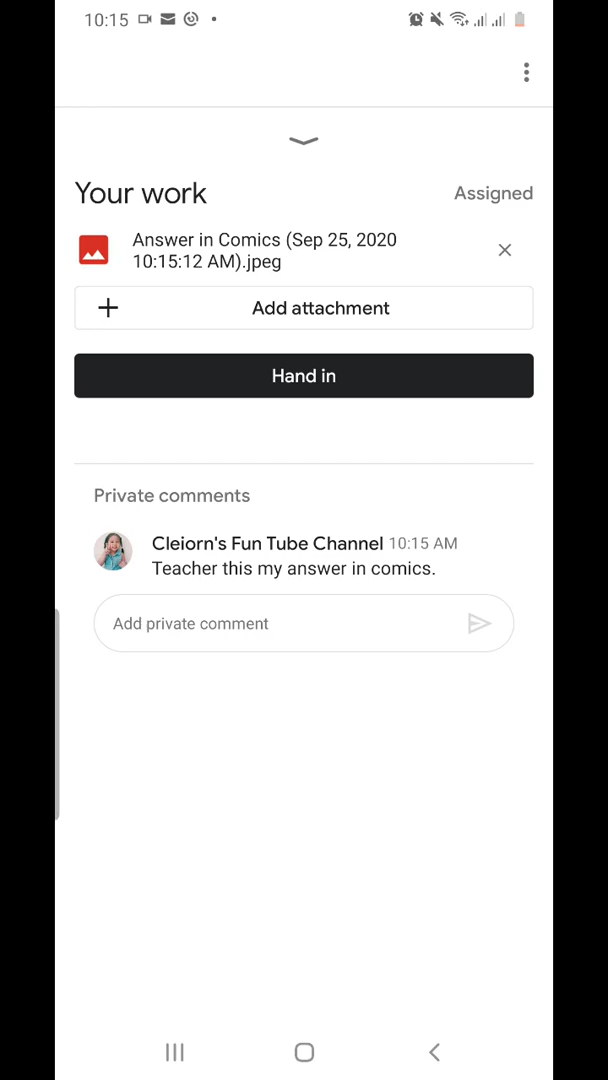 10:15
Your work
Assigned
Answer in Comics (Sep 25, 2020
10:15:12 AM).jpeg
Add attachment
Hand in
Private comments
Cleiorn's Fun Tube Channel 10:15 AM
Teacher this my answer in comics.
Add private comment